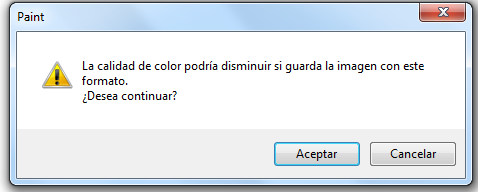 Paint
La calidad de color podría disminuir si guarda la imagen con este
formato.
¿Desea continuar?
Aceptar
Cancelar